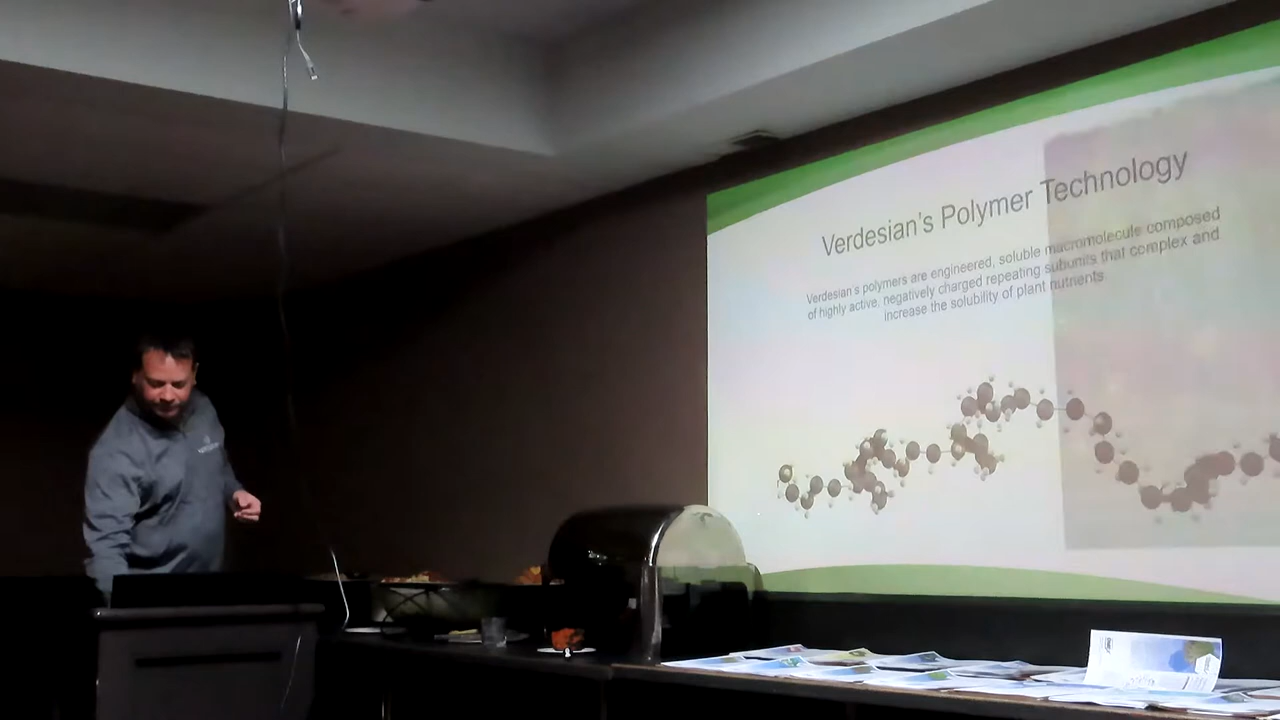 Verdesian's Polymer Technology
Verdesian's polymers are engineered, soluble macromolecule composed
of highly active, negatively charged repeating subunits that complex and
increase the solubility of plant nutrients